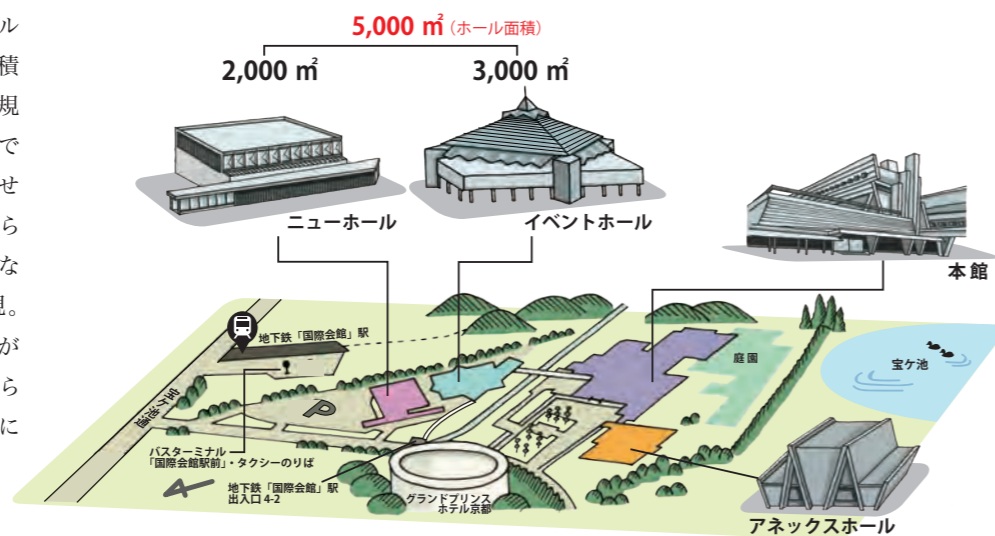 ル
積
規
で
せ
ら
な
が
ら
に
5,000 ㎡(ホール面積)
2,000 ㎡
3,000 ㎡
ニューホール
イベントホール
本館
地下鉄「国際会館」駅
庭園
宝ケ池
宝ケ池通
P
バスターミナル
「国際会館駅前」・タクシーのりば
地下鉄「国際会館」駅
出入口 4-2
グランドプリンス
ホテル京都
アネックスホール